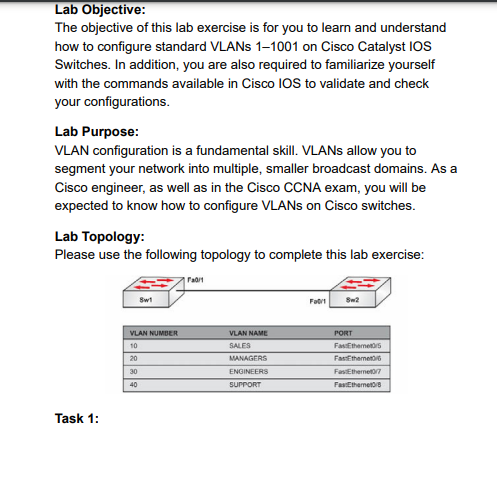 Lab Objective:
The objective of this lab exercise is for you to learn and understand
how to configure standard VLANs 1–1001 on Cisco Catalyst IOS
Switches. In addition, you are also required to familiarize yourself
with the commands available in Cisco IOS to validate and check
your configurations.
Lab Purpose:
VLAN configuration is a fundamental skill. VLANs allow you to
segment your network into multiple, smaller broadcast domains. As a
Cisco engineer, as well as in the Cisco CCNA exam, you will be
expected to know how to configure VLANs on Cisco switches.
Lab Topology:
Please use the following topology to complete this lab exercise:
Fa0/1
Sw1 Fa0/1 Sw2
VLAN NUMBER VLAN NAME PORT
10 SALES FastEthernet0/5
20 MANAGERS FastEthernet0/6
30 ENGINEERS FastEthernet0/7
40 SUPPORT FastEthernet0/8
Task 1: